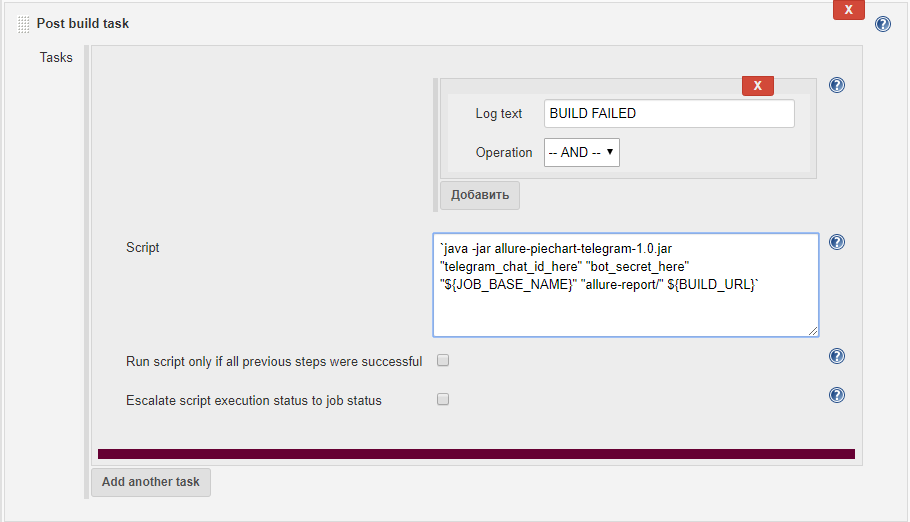 X
Post build task
Tasks
X
Log text BUILD FAILED
Operation -- AND --
Добавить
Script
`java -jar allure-piechart-telegram-1.0.jar
"telegram_chat_id_here" "bot_secret_here"
"${JOB_BASE_NAME}" "allure-report/" ${BUILD_URL}`
Run script only if all previous steps were successful
Escalate script execution status to job status
Add another task